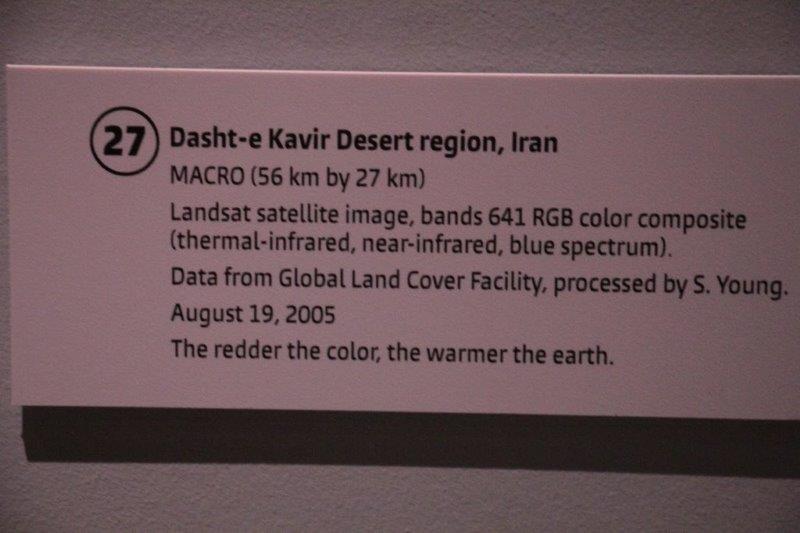 27 Dasht-e Kavir Desert region, Iran
MACRO (56 km by 27 km)
Landsat satellite image, bands 641 RGB color composite
(thermal-infrared, near-infrared, blue spectrum).
Data from Global Land Cover Facility, processed by S. Young.
August 19, 2005
The redder the color, the warmer the earth.